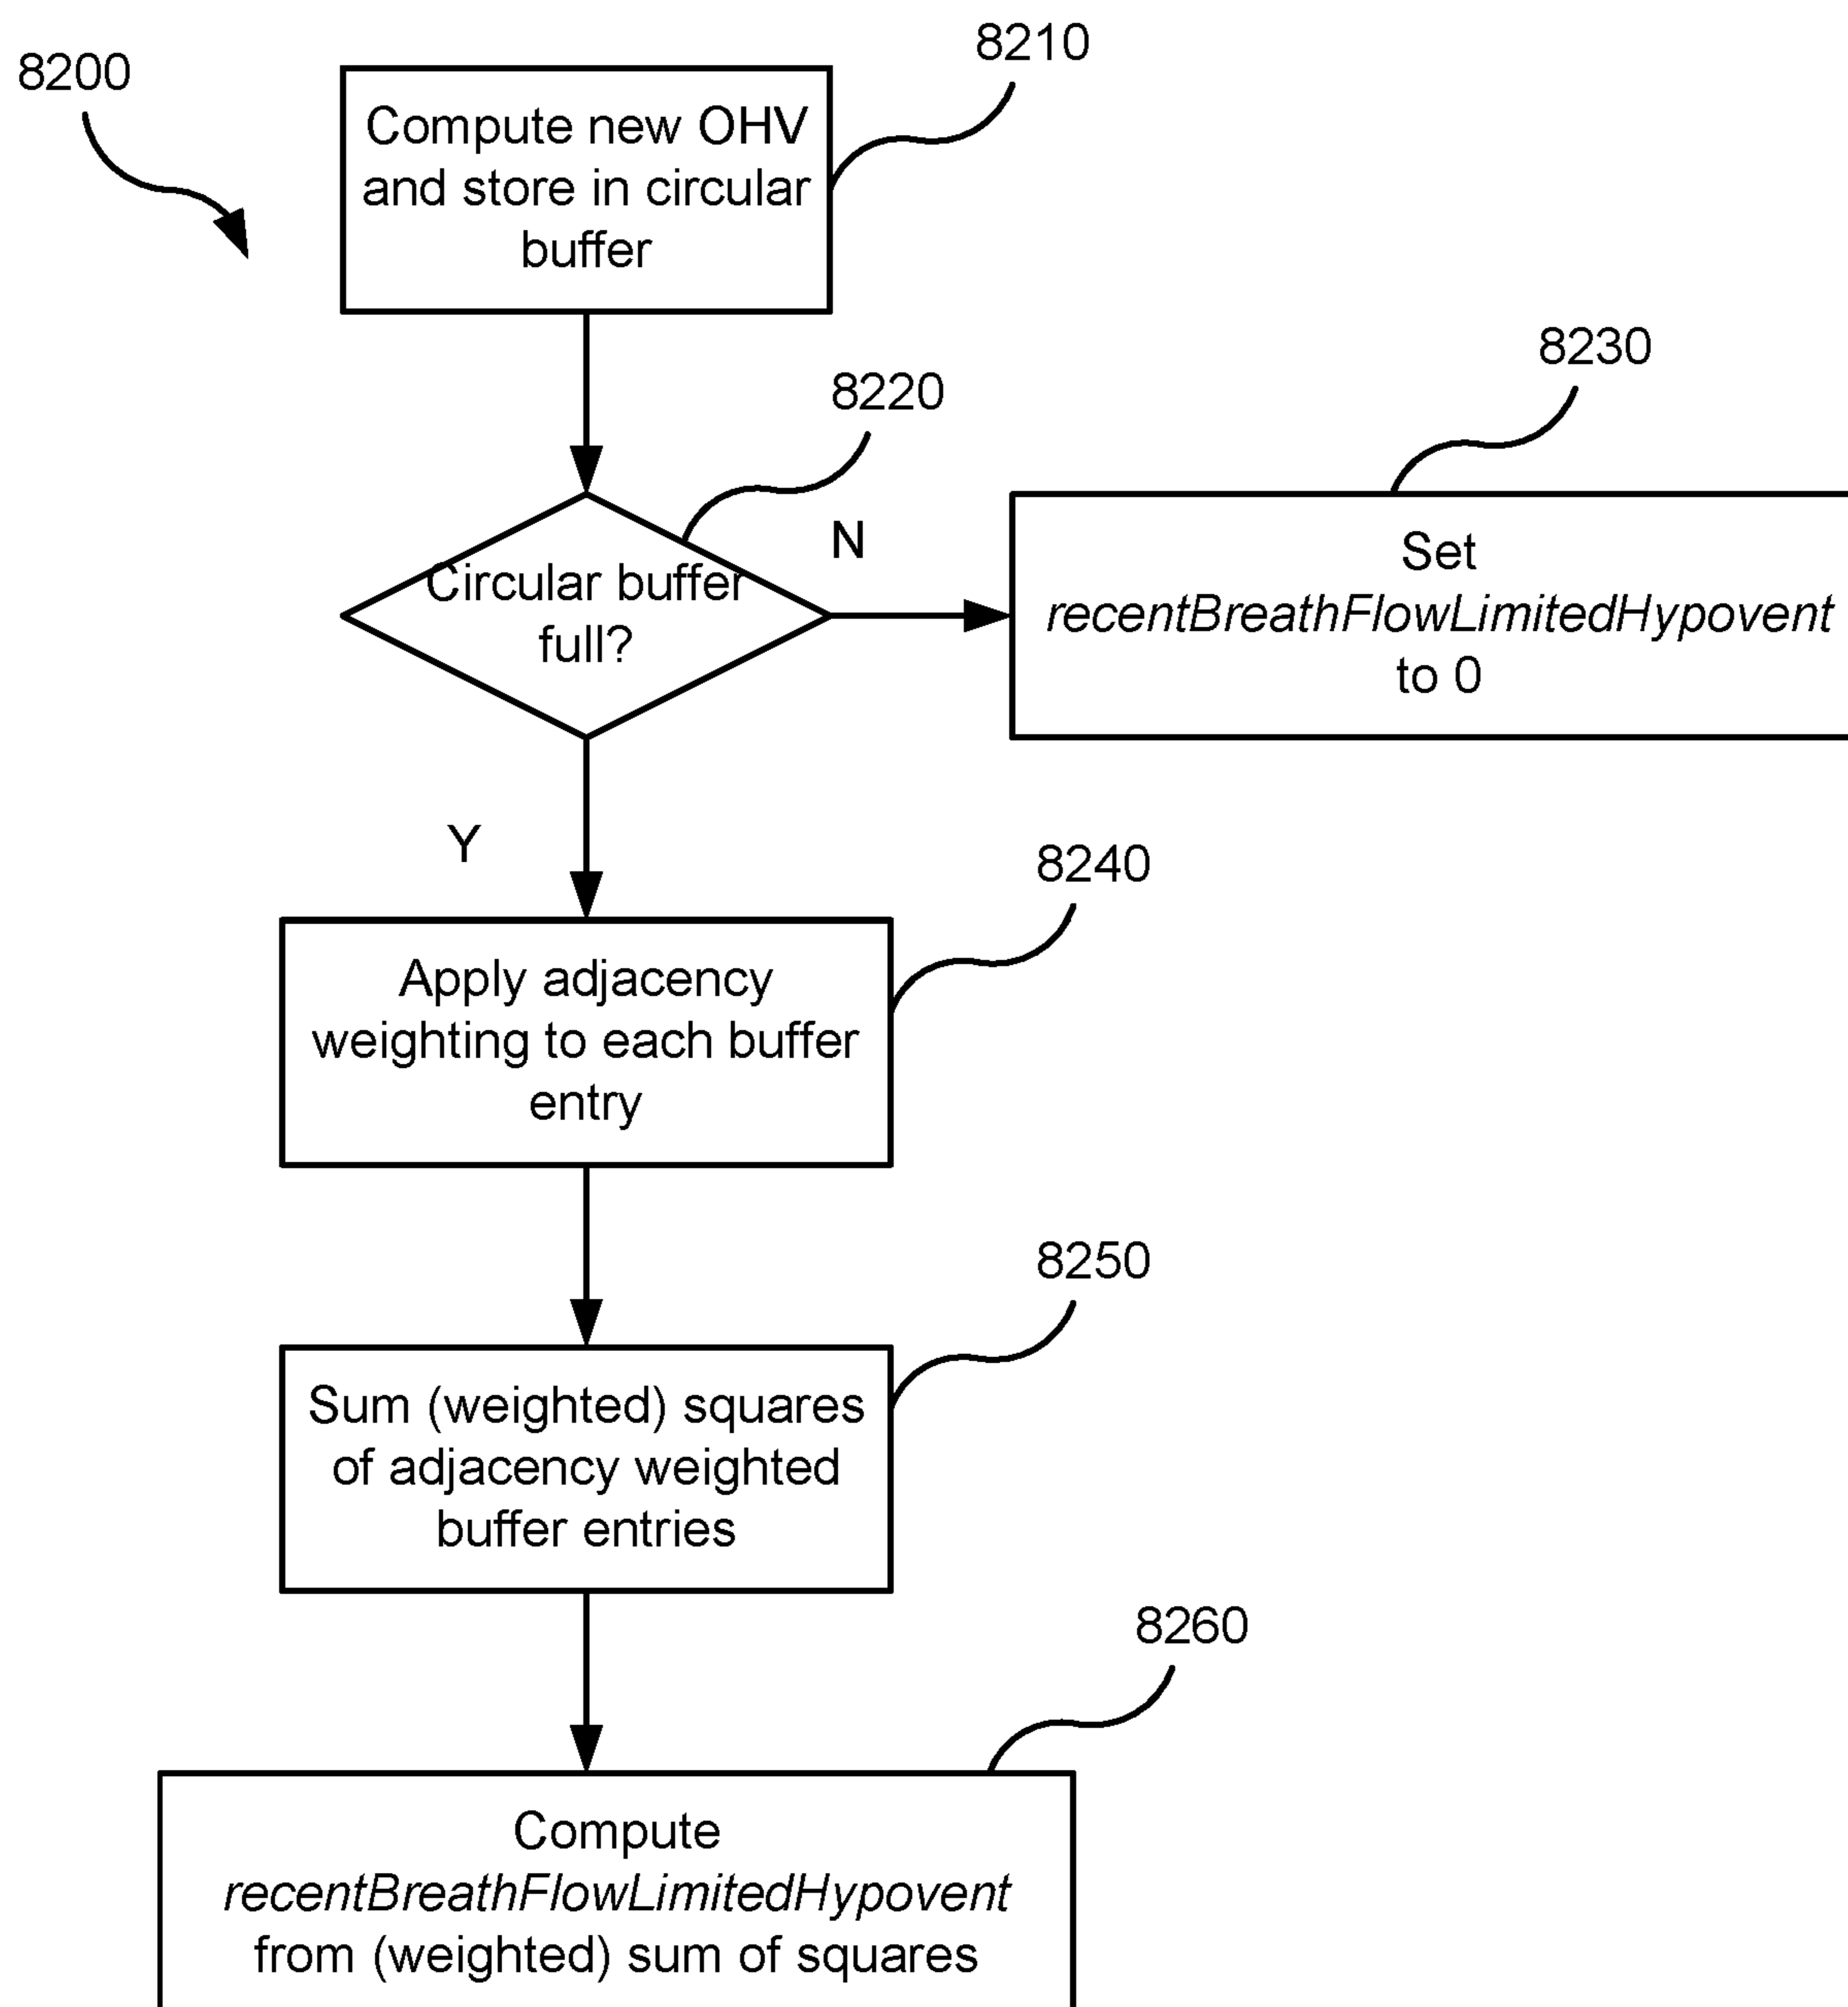 8200
8210
Compute new OHV
and store in circular
buffer
8220
8230
Circular buffer
full?
N
Set
recentBreathFlowLimitedHypovent
to 0
Y
8240
Apply adjacency
weighting to each buffer
entry
8250
Sum (weighted) squares
of adjacency weighted
buffer entries
8260
Compute
recentBreathFlowLimitedHypovent
from (weighted) sum of squares